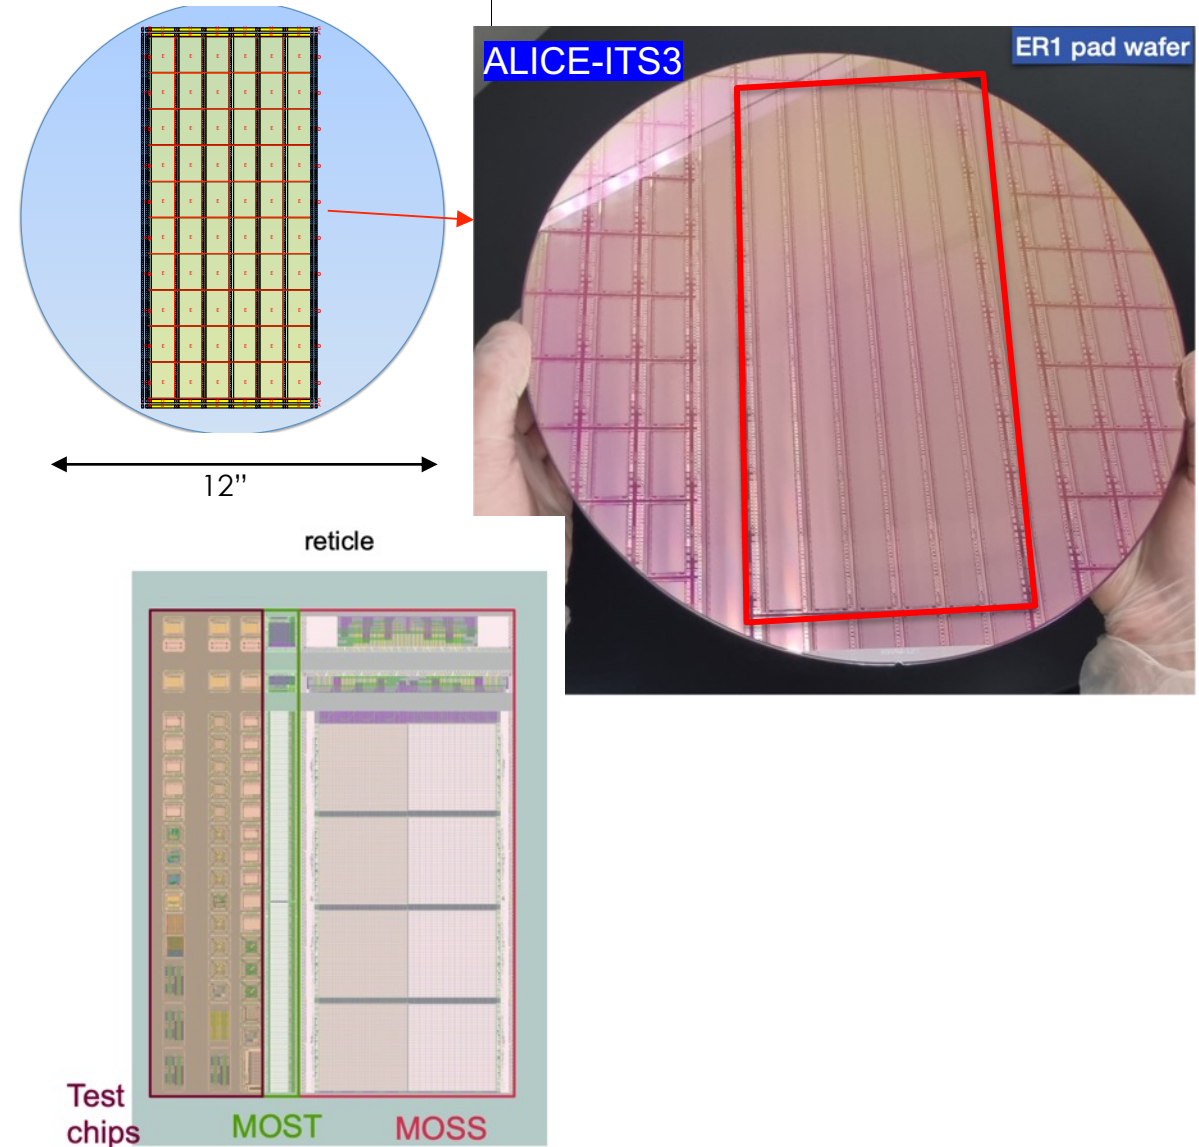 ALICE-ITS3
ER1 pad wafer
12”
reticle
Test
chips
MOST
MOSS